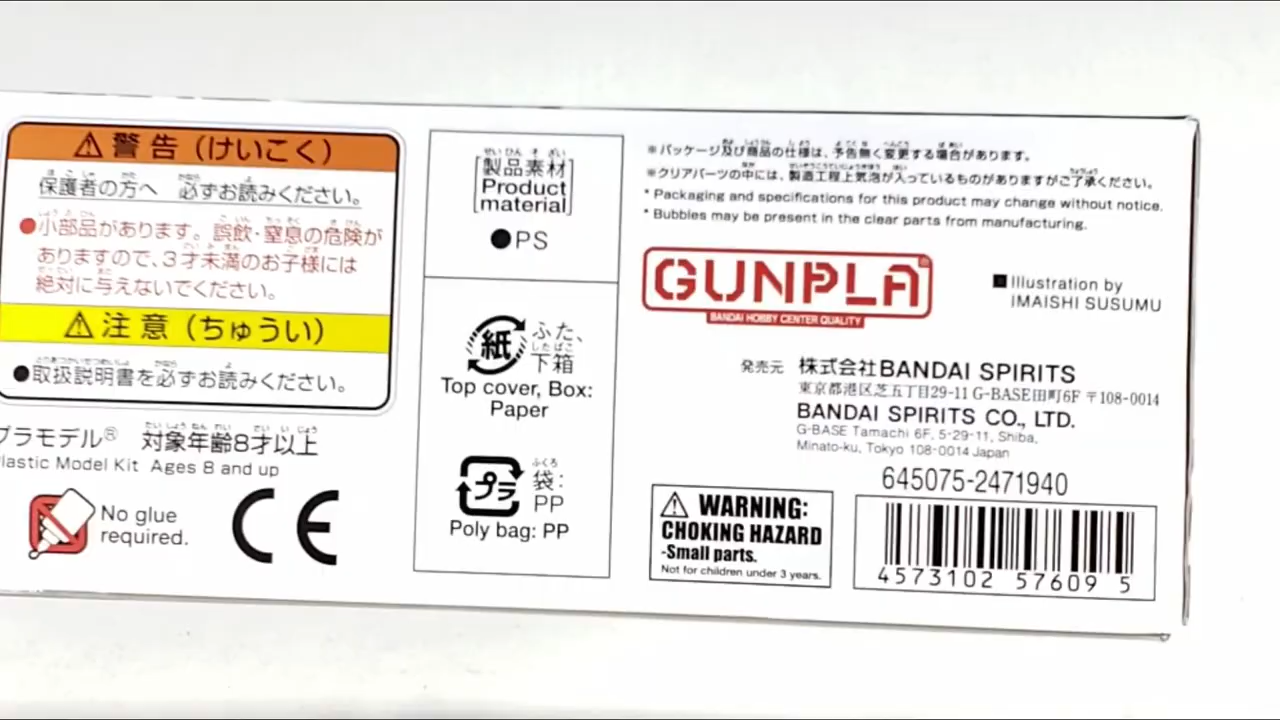 警告(けいこく)
保護者の方へ 必ずお読みください。
●小部品があります。誤飲・窒息の危険が
ありますので、3才未満のお子様には
絶対に与えないでください。
注意(ちゅうい)
●取扱説明書を必ずお読みください。
プラモデル® 対象年齢8才以上
lastic Model Kit Ages 8 and up
No glue
required.
CE
[製品素材
Product
material]
●PS
紙
ふた、
下箱
Top cover, Box:
Paper
プラ
袋:
PP
Poly bag: PP
※パッケージ及び商品の仕様は、予告無く変更する場合があります。
※クリアパーツの中には、製造工程上気泡が入っているものがありますがご了承ください。
* Packaging and specifications for this product may change without notice.
* Bubbles may be present in the clear parts from manufacturing.
GUNPLA
BANDAI HOBBY CENTER QUALITY
■Illustration by
IMAISHI SUSUMU
発売元 株式会社BANDAI SPIRITS
東京都港区芝五丁目29-11 G-BASE田町6F 〒108-0014
BANDAI SPIRITS CO., LTD.
G-BASE Tamachi 6F, 5-29-11, Shiba,
Minato-ku, Tokyo 108-0014 Japan
645075-2471940
WARNING:
CHOKING HAZARD
-Small parts.
Not for children under 3 years.
4573102 57609 5